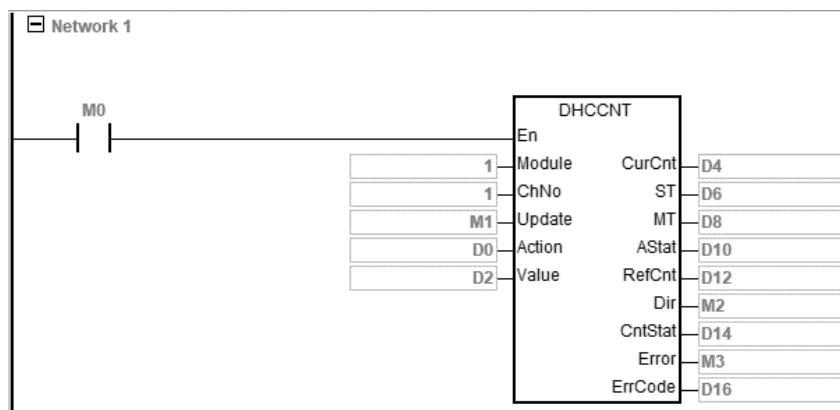 Network 1
M0
DHCCNT
En
1 Module CurCnt D4
1 ChNo ST D6
M1 Update MT D8
D0 Action AStat D10
D2 Value RefCnt D12
Dir M2
CntStat D14
Error M3
ErrCode D16